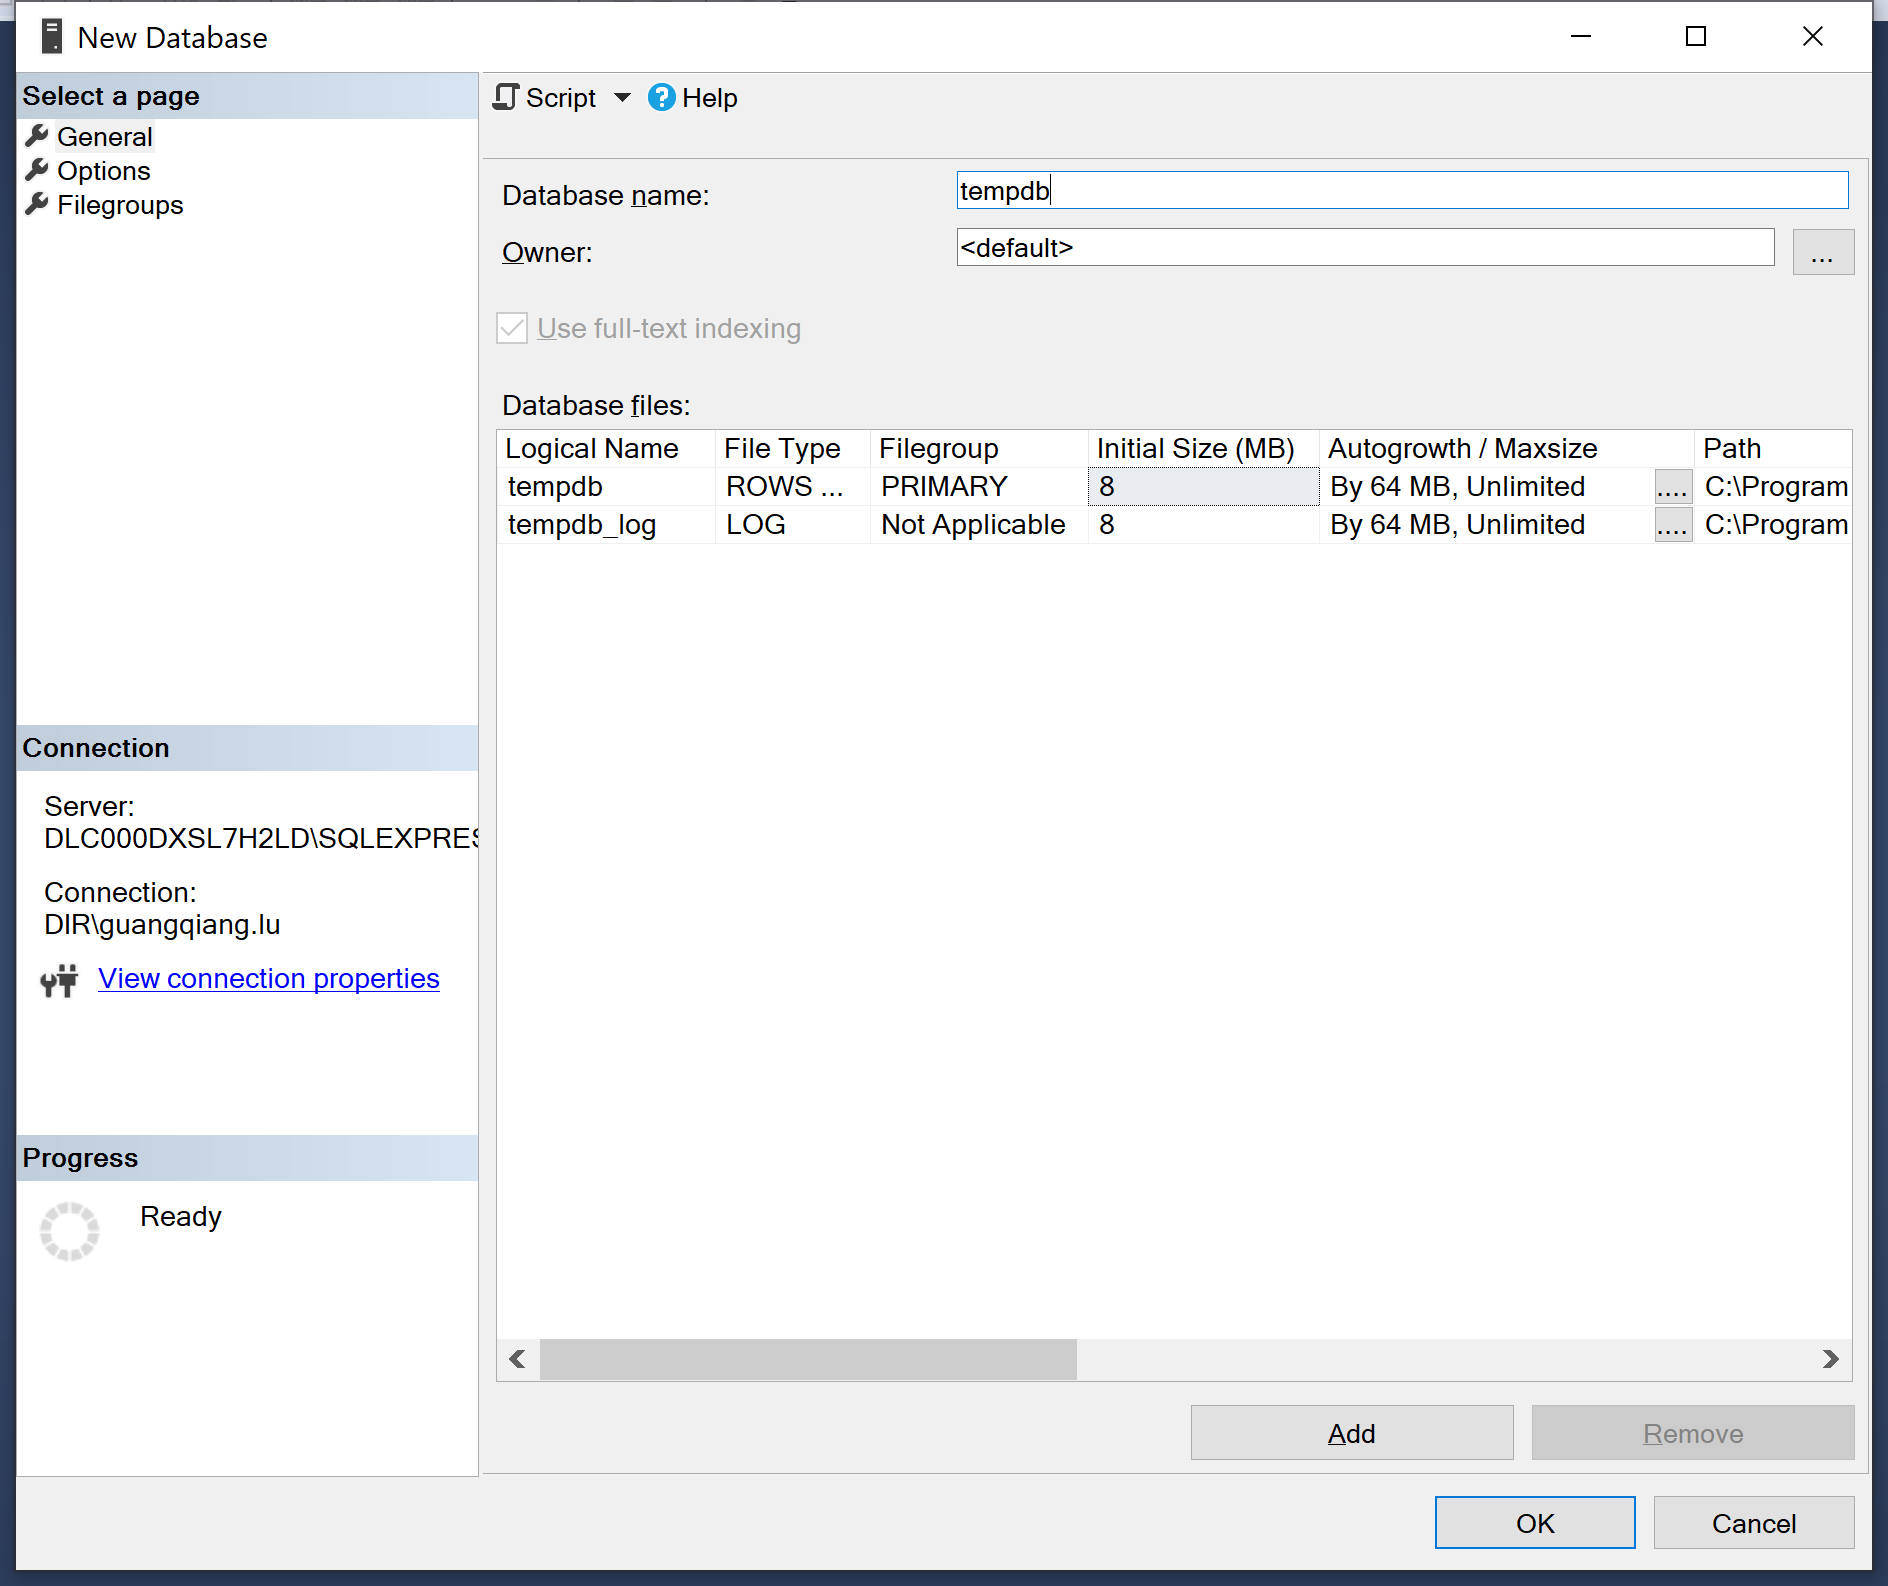 New Database
Select a page
General
Options
Filegroups
Script
Help
Database name:
tempdb
Owner:
<default>
...
Use full-text indexing
Database files:
Logical Name File Type Filegroup Initial Size (MB) Autogrowth / Maxsize Path
tempdb ROWS ... PRIMARY 8 By 64 MB, Unlimited .... C:\Program
tempdb_log LOG Not Applicable 8 By 64 MB, Unlimited .... C:\Program
Connection
Server:
DLC000DXSL7H2LD\SQLEXPRES
Connection:
DIR\guangqiang.lu
View connection properties
Progress
Ready
Add
Remove
OK
Cancel